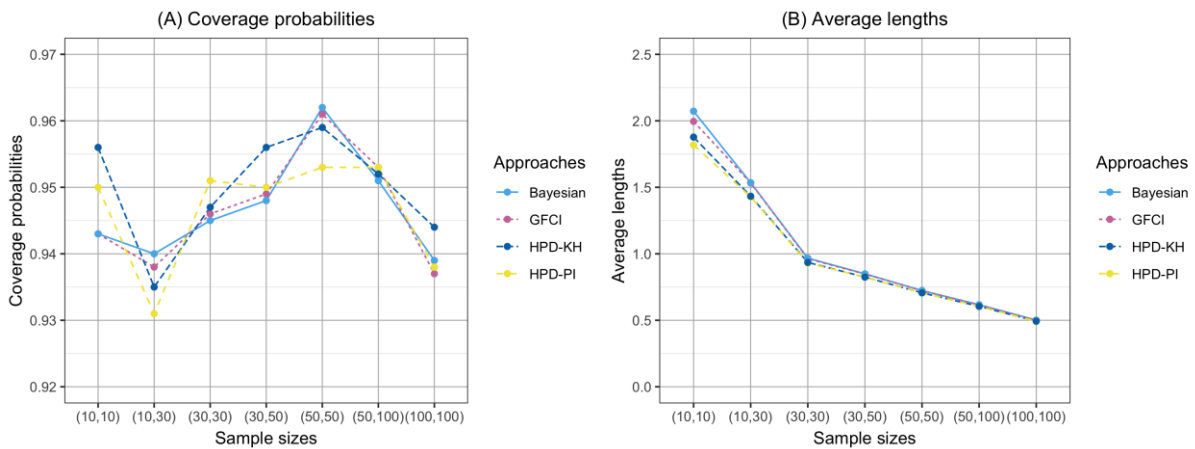 (A) Coverage probabilities
Coverage probabilities
0.97
0.96
0.95
0.94
0.93
0.92
(10,10) (10,30) (30,30) (30,50) (50,50) (50,100)(100,100)
Sample sizes
Approaches
Bayesian
GFCI
HPD-KH
HPD-PI
(B) Average lengths
Average lengths
2.5
2.0
1.5
1.0
0.5
0.0
(10,10) (10,30) (30,30) (30,50) (50,50) (50,100)(100,100)
Sample sizes
Approaches
Bayesian
GFCI
HPD-KH
HPD-PI